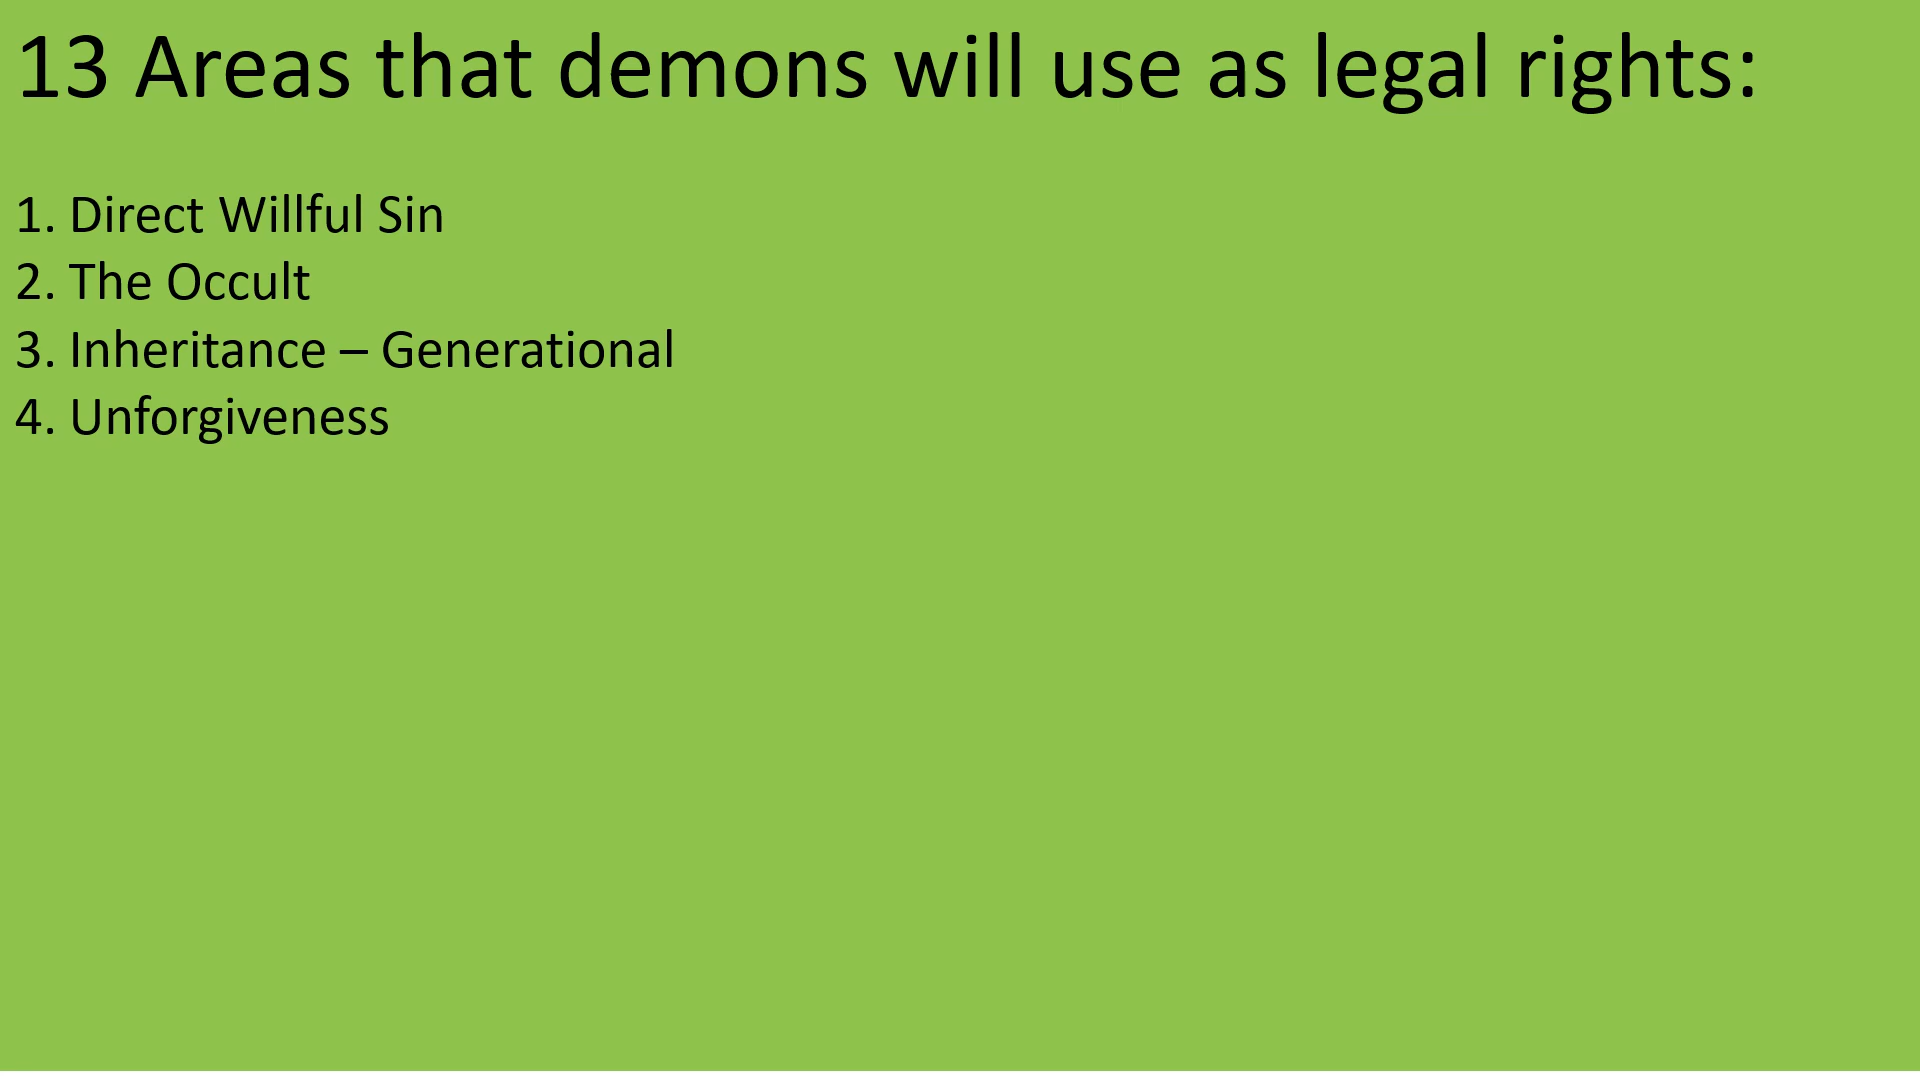 13 Areas that demons will use as legal rights:
1. Direct Willful Sin
2. The Occult
3. Inheritance – Generational
4. Unforgiveness